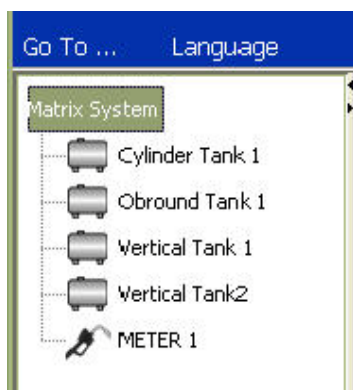 Go To ... Language
Matrix System
Cylinder Tank 1
Obround Tank 1
Vertical Tank 1
Vertical Tank2
METER 1